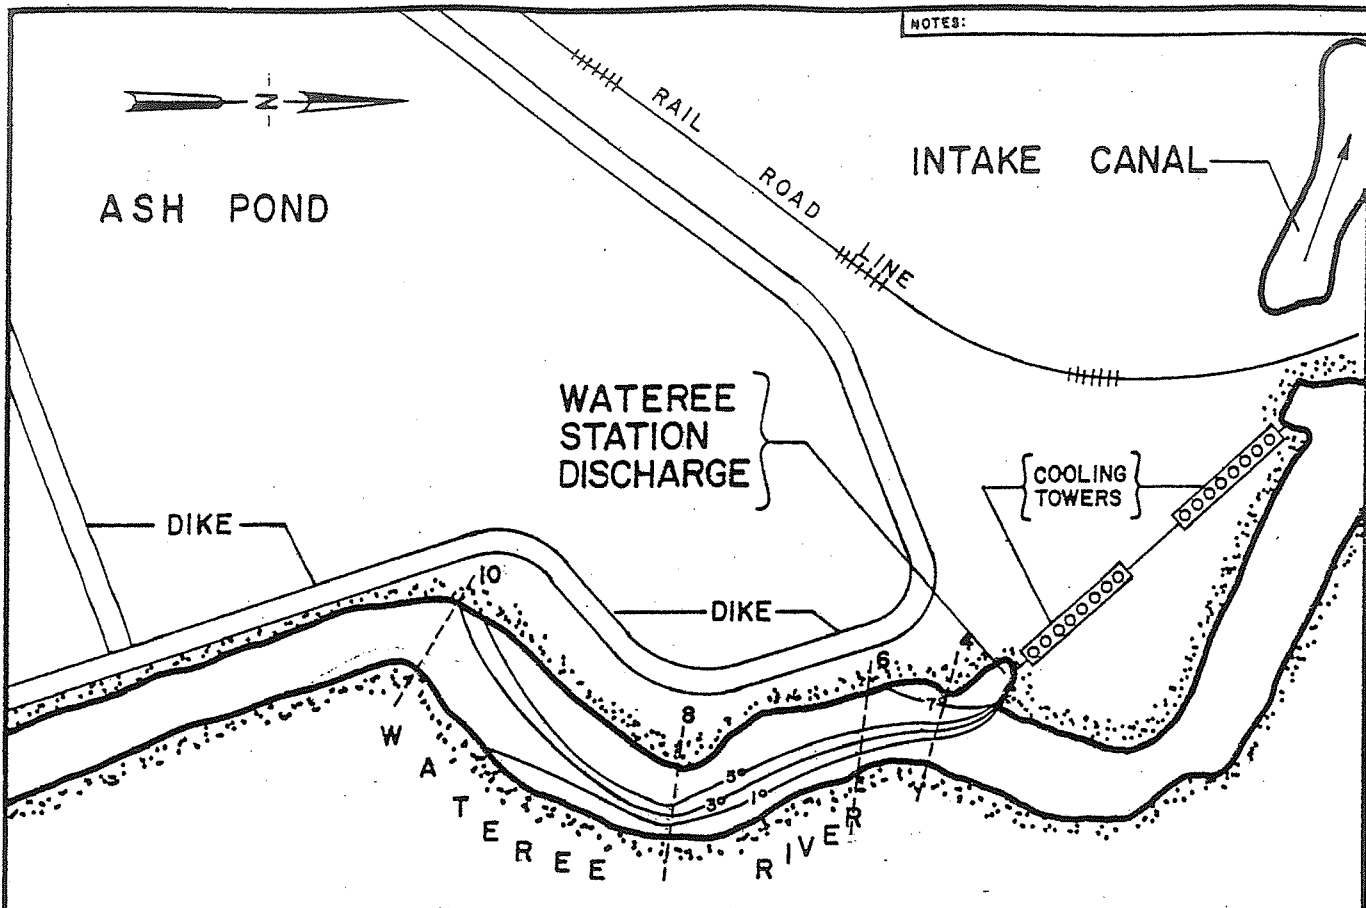 NOTES:
N
RAIL ROAD LINE
INTAKE CANAL
ASH POND
WATEREE
STATION
DISCHARGE
COOLING
TOWERS
DIKE
10
DIKE
6
8
7°
5°
3°
1°
WATEREE RIVER